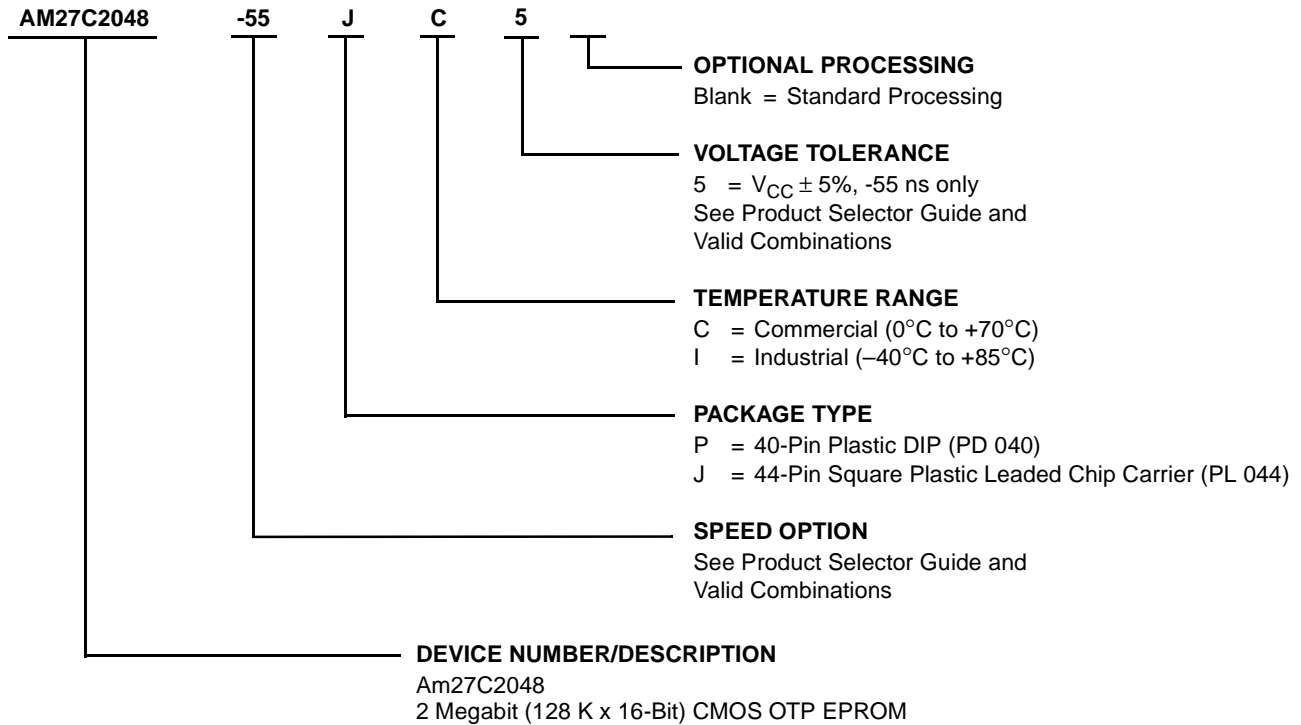 AM27C2048 -55 J C 5
OPTIONAL PROCESSING
Blank = Standard Processing
VOLTAGE TOLERANCE
5 = VCC ± 5%, -55 ns only
See Product Selector Guide and
Valid Combinations
TEMPERATURE RANGE
C = Commercial (0°C to +70°C)
I = Industrial (–40°C to +85°C)
PACKAGE TYPE
P = 40-Pin Plastic DIP (PD 040)
J = 44-Pin Square Plastic Leaded Chip Carrier (PL 044)
SPEED OPTION
See Product Selector Guide and
Valid Combinations
DEVICE NUMBER/DESCRIPTION
Am27C2048
2 Megabit (128 K x 16-Bit) CMOS OTP EPROM